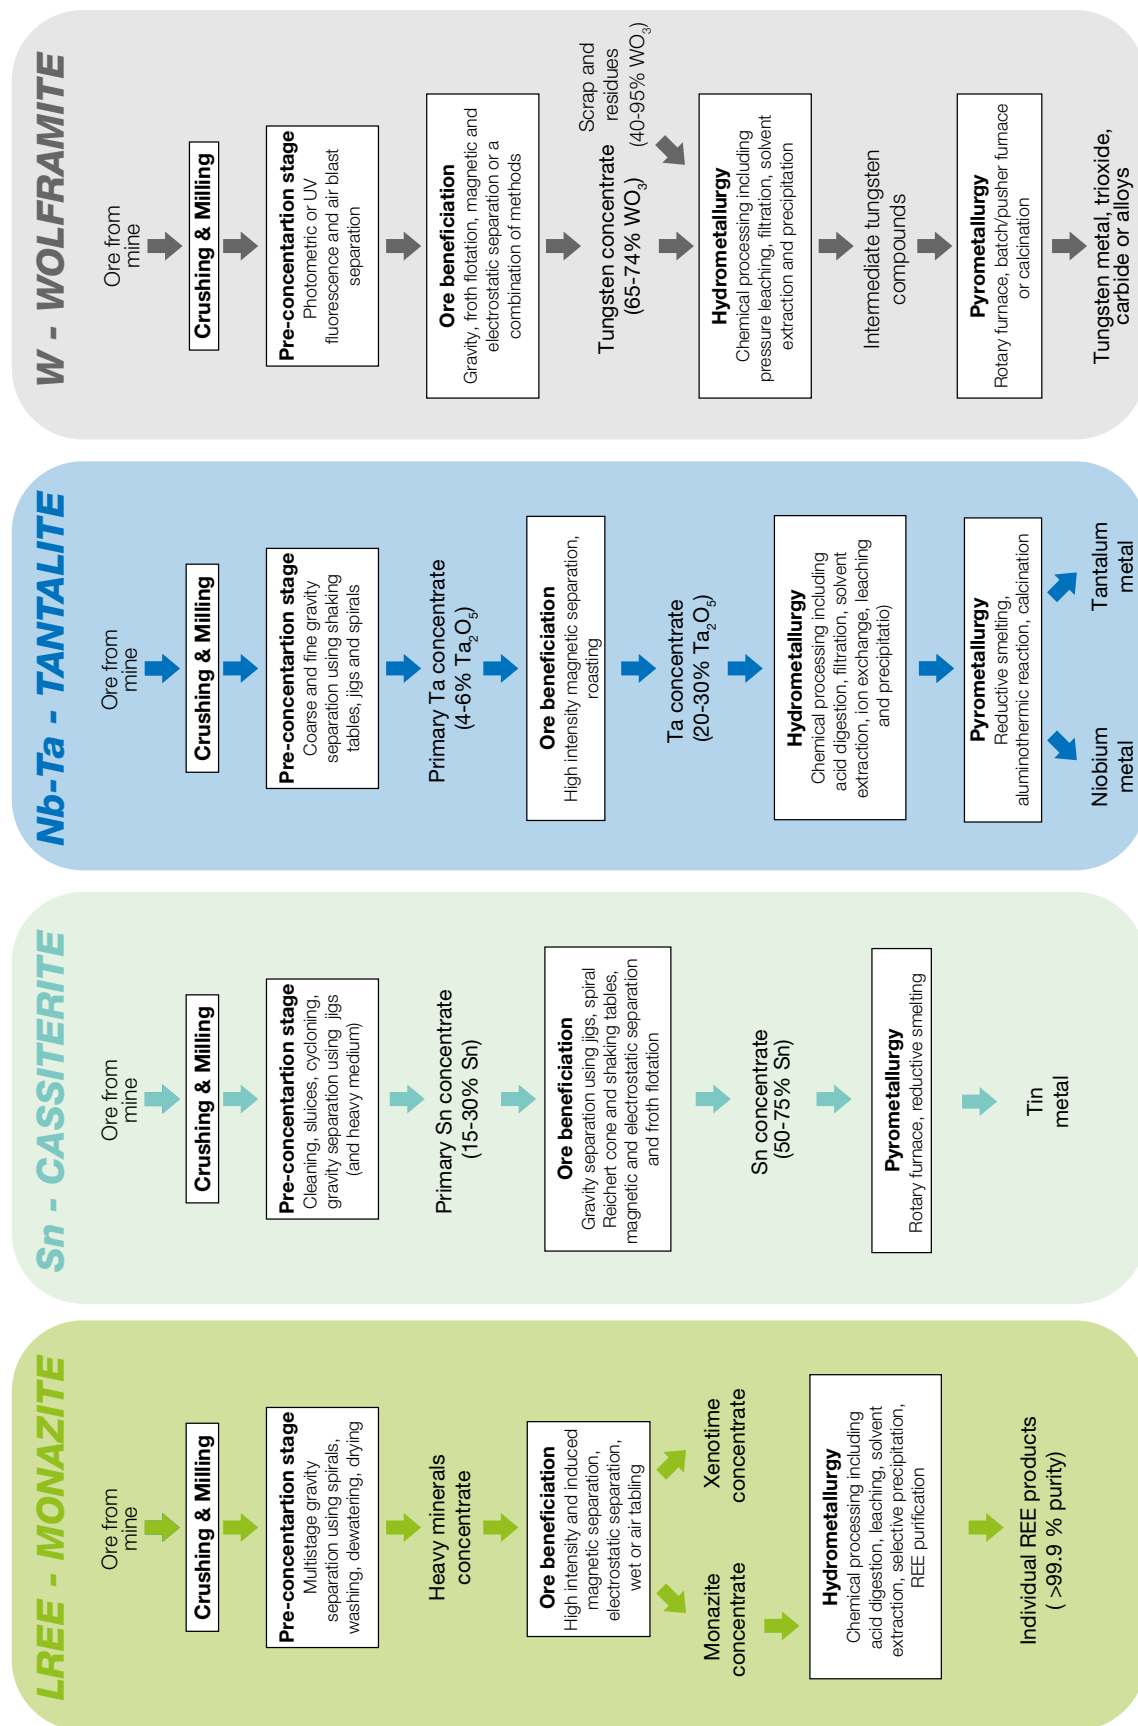 LREE - MONAZITE
Ore from
mine
Crushing & Milling
Pre-concentartion stage
Multistage gravity
separation using spirals,
washing, dewatering, drying
Heavy minerals
concentrate
Ore beneficiation
High intensity and induced
magnetic separation,
electrostatic separation,
wet or air tabling
Monazite
concentrate
Xenotime
concentrate
Hydrometallurgy
Chemical processing including
acid digestion, leaching, solvent
extraction, selective precipitation,
REE purification
Individual REE products
( >99.9 % purity)
Sn - CASSITERITE
Ore from
mine
Crushing & Milling
Pre-concentartion stage
Cleaning, sluices, cycloning,
gravity separation using jigs
(and heavy medium)
Primary Sn concentrate
(15-30% Sn)
Ore beneficiation
Gravity separation using jigs, spiral
Reichert cone and shaking tables,
magnetic and electrostatic separation
and froth flotation
Sn concentrate
(50-75% Sn)
Pyrometallurgy
Rotary furnace, reductive smelting
Tin
metal
Nb-Ta - TANTALITE
Ore from
mine
Crushing & Milling
Pre-concentartion stage
Coarse and fine gravity
separation using shaking
tables, jigs and spirals
Primary Ta concentrate
(4-6% Ta₂O₅)
Ore beneficiation
High intensity magnetic separation,
roasting
Ta concentrate
(20-30% Ta₂O₅)
Hydrometallurgy
Chemical processing including
acid digestion, filtration, solvent
extraction, ion exchange, leaching
and precipitatio)
Pyrometallurgy
Reductive smelting,
aluminothermic reaction, calcination
Niobium
metal
Tantalum
metal
W - WOLFRAMITE
Ore from
mine
Crushing & Milling
Pre-concentartion stage
Photometric or UV
fluorescence and air blast
separation
Ore beneficiation
Gravity, froth flotation, magnetic and
electrostatic separation or a
combination of methods
Tungsten concentrate
(65-74% WO₃)
Scrap and
residues
(40-95% WO₃)
Hydrometallurgy
Chemical processing including
pressure leaching, filtration, solvent
extraction and precipitation
Intermediate tungsten
compounds
Pyrometallurgy
Rotary furnace, batch/pusher furnace
or calcination
Tungsten metal, trioxide,
carbide or alloys